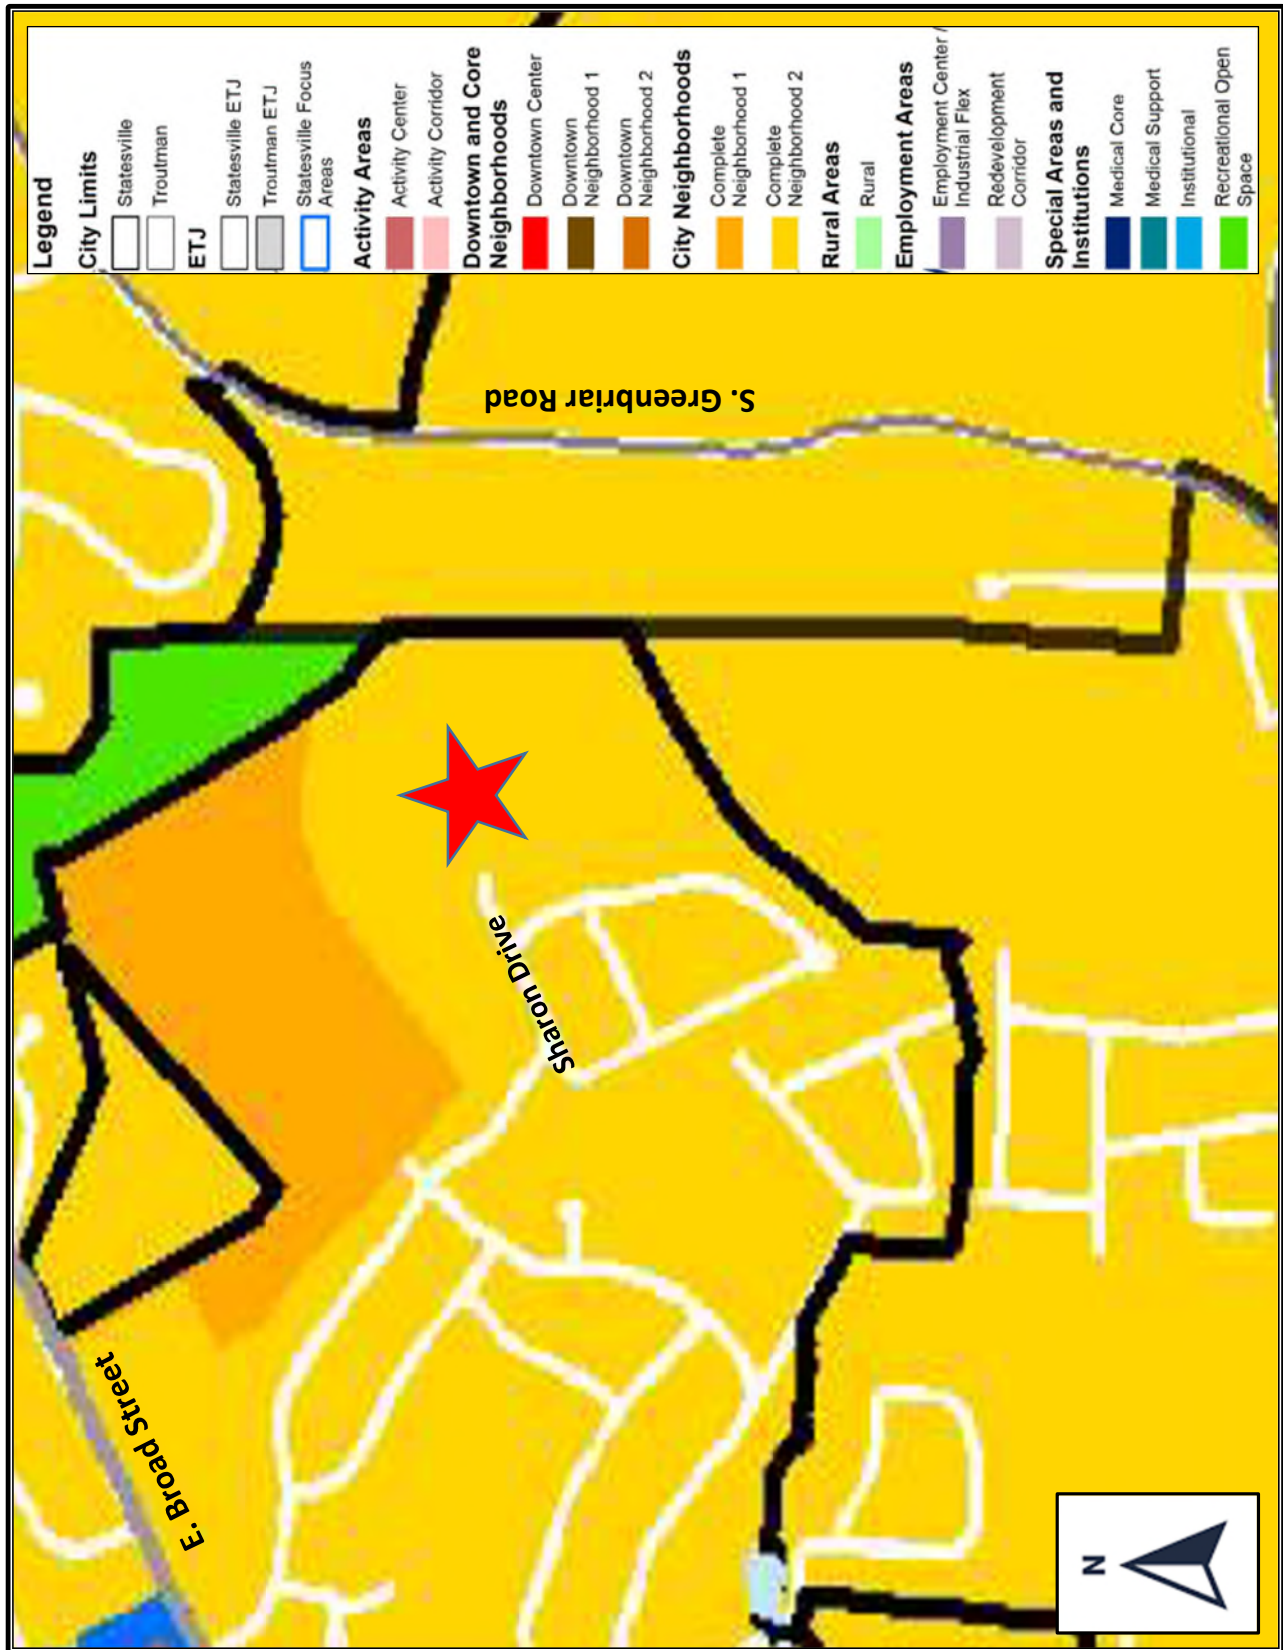 Legend
City Limits
Statesville
Troutman
ETJ
Statesville ETJ
Troutman ETJ
Statesville Focus
Areas
Activity Areas
Activity Center
Activity Corridor
Downtown and Core
Neighborhoods
Downtown Center
Downtown
Neighborhood 1
Downtown
Neighborhood 2
City Neighborhoods
Complete
Neighborhood 1
Complete
Neighborhood 2
Rural Areas
Rural
Employment Areas
Employment Center /
Industrial Flex
Redevelopment
Corridor
Special Areas and
Institutions
Medical Core
Medical Support
Institutional
Recreational Open
Space
S. Greenbriar Road
Sharon Drive
E. Broad Street
N